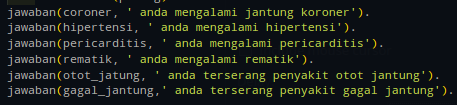 jawaban(coroner, ' anda mengalami jantung koroner').
jawaban(hipertensi, ' anda mengalami hipertensi').
jawaban(pericarditis, ' anda mengalami pericarditis').
jawaban(rematik, ' anda mengalami rematik').
jawaban(otot_jatung, ' anda terserang penyakit otot jantung').
jawaban(gagal_jantung,' anda terserang penyakit gagal jantung').